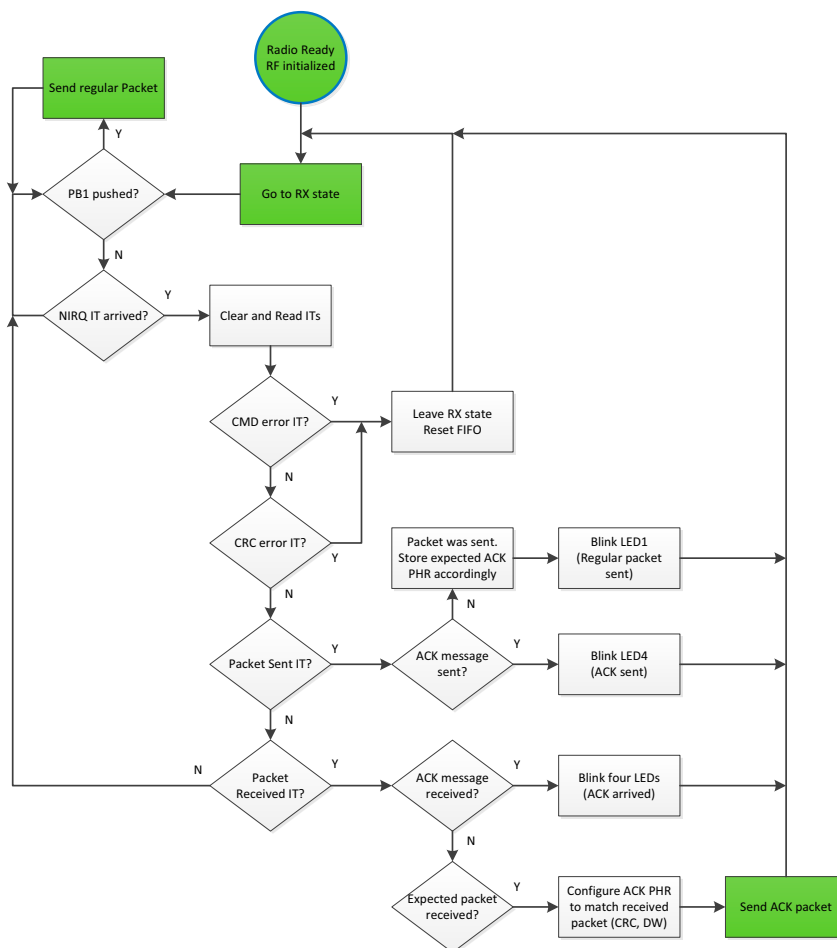 Radio Ready
RF initialized
Send regular Packet
Y
PB1 pushed?
Go to RX state
N
NIRQ IT arrived?
Y
Clear and Read ITs
CMD error IT?
Y
Leave RX state
Reset FIFO
N
CRC error IT?
Y
N
Packet was sent.
Store expected ACK
PHR accordingly
Blink LED1
(Regular packet
sent)
N
Packet Sent IT?
Y
ACK message
sent?
Y
Blink LED4
(ACK sent)
N
N
Packet
Received IT?
Y
ACK message
received?
Y
Blink four LEDs
(ACK arrived)
N
Expected packet
received?
Y
Configure ACK PHR
to match received
packet (CRC, DW)
Send ACK packet